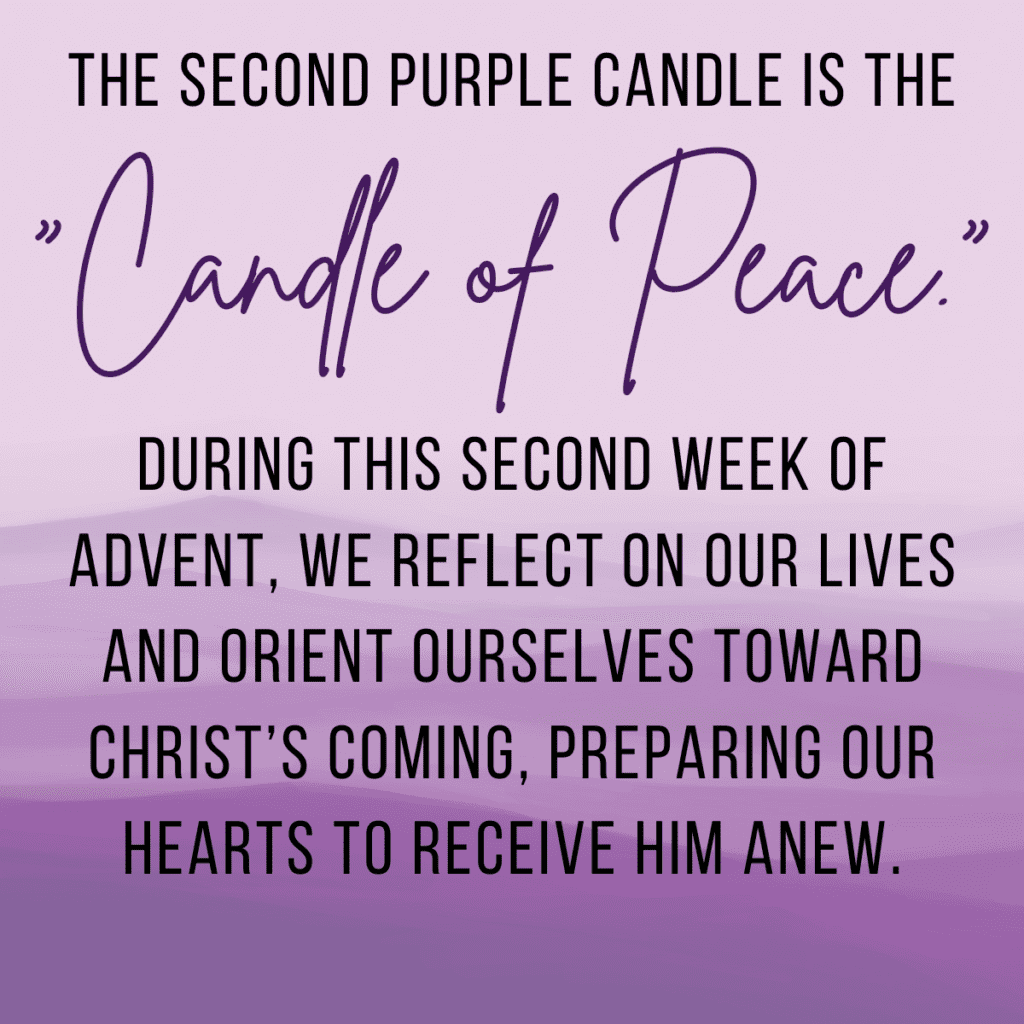 THE SECOND PURPLE CANDLE IS THE
”Candle of Peace.”
DURING THIS SECOND WEEK OF
ADVENT, WE REFLECT ON OUR LIVES
AND ORIENT OURSELVES TOWARD
CHRIST’S COMING, PREPARING OUR
HEARTS TO RECEIVE HIM ANEW.